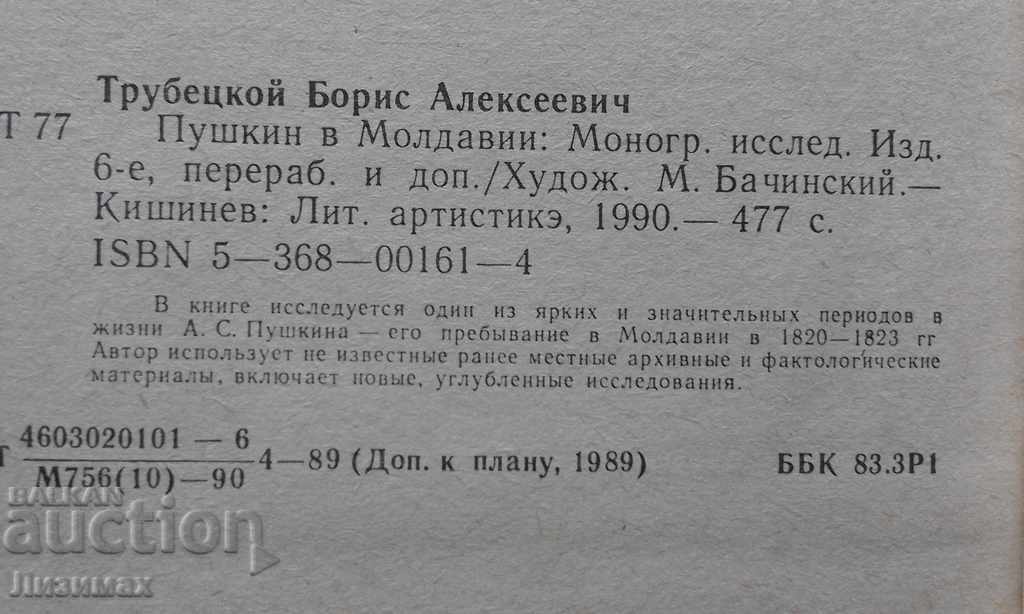 Трубецкой Борис Алексеевич
Т 77
Пушкин в Молдавии: Моногр. исслед. Изд.
6-е, перераб. и доп./Худож. М. Бачинский.—
Кишинев: Лит. артистикэ, 1990.— 477 с.
ISBN 5—368—00161—4
В книге исследуется один из ярких и значительных периодов в
жизни А. С. Пушкина — его пребывание в Молдавии в 1820—1823 гг
Автор использует не известные ранее местные архивные и фактологические
материалы, включает новые, углубленные исследования.
Т 4603020101 — 6
М756(10)—90
4—89 (Доп. к плану, 1989)
ББК 83.3Р1
BALKAN
auction
Лизимах